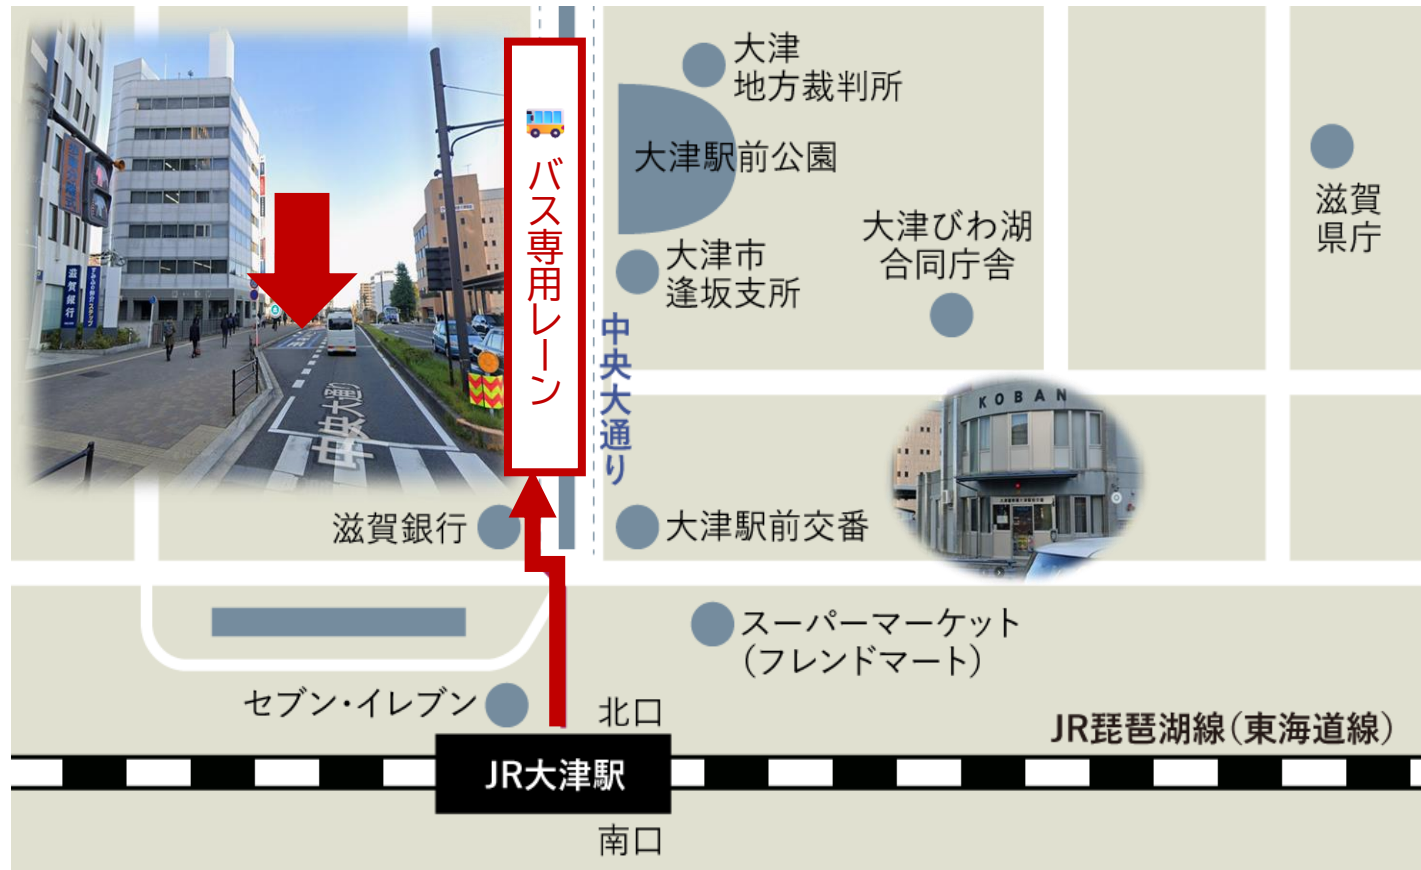 大津
地方裁判所
大津駅前公園
滋賀
県庁
大津びわ湖
合同庁舎
大津市
逢坂支所
バス専用レーン
中央大通り
滋賀銀行
中央大通り
KOBAN
滋賀銀行
大津駅前交番
スーパーマーケット
(フレンドマート)
セブン・イレブン
北口
JR琵琶湖線(東海道線)
JR大津駅
南口